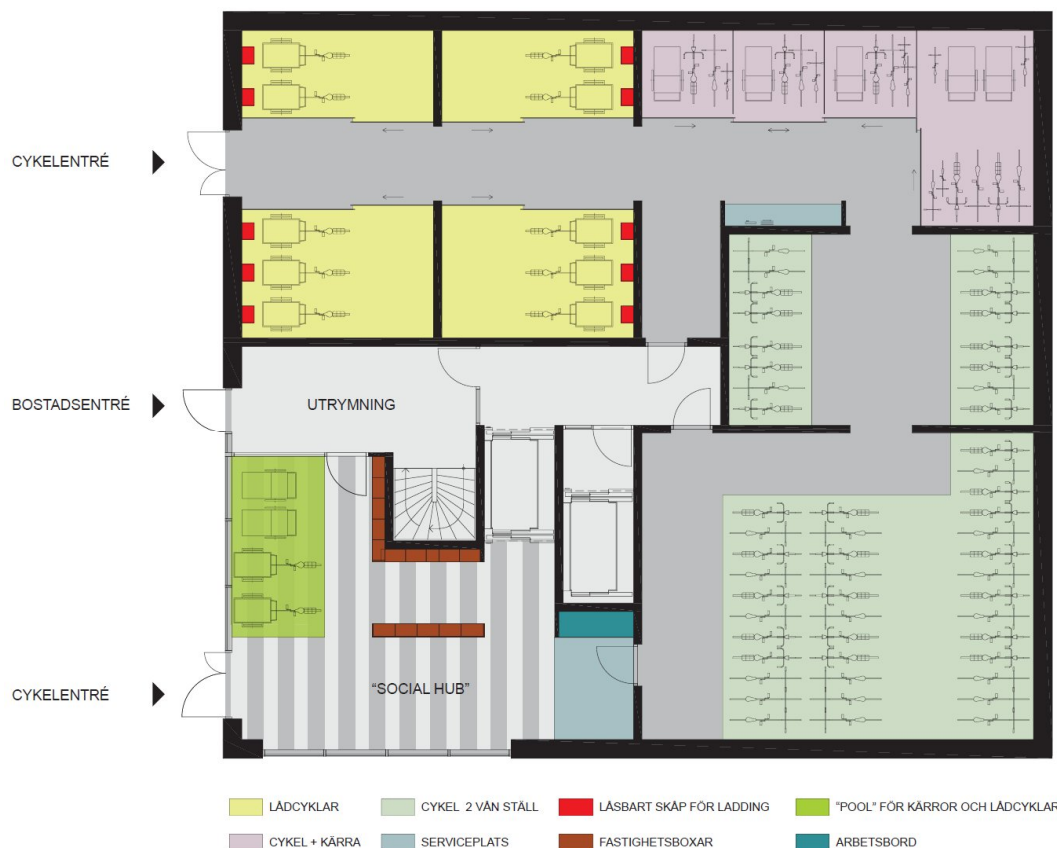 CYKELENTRÉ
BOSTADSENTRÉ
UTRYMNING
"SOCIAL HUB"
CYKELENTRÉ
LÅDCYKLAR
CYKEL 2 VÅN STÄLL
LÅSBART SKÅP FÖR LADDING
"POOL" FÖR KÄRROR OCH LÅDCYKLAR
CYKEL + KÄRRA
SERVICEPLATS
FASTIGHETSBOXAR
ARBETSBORD